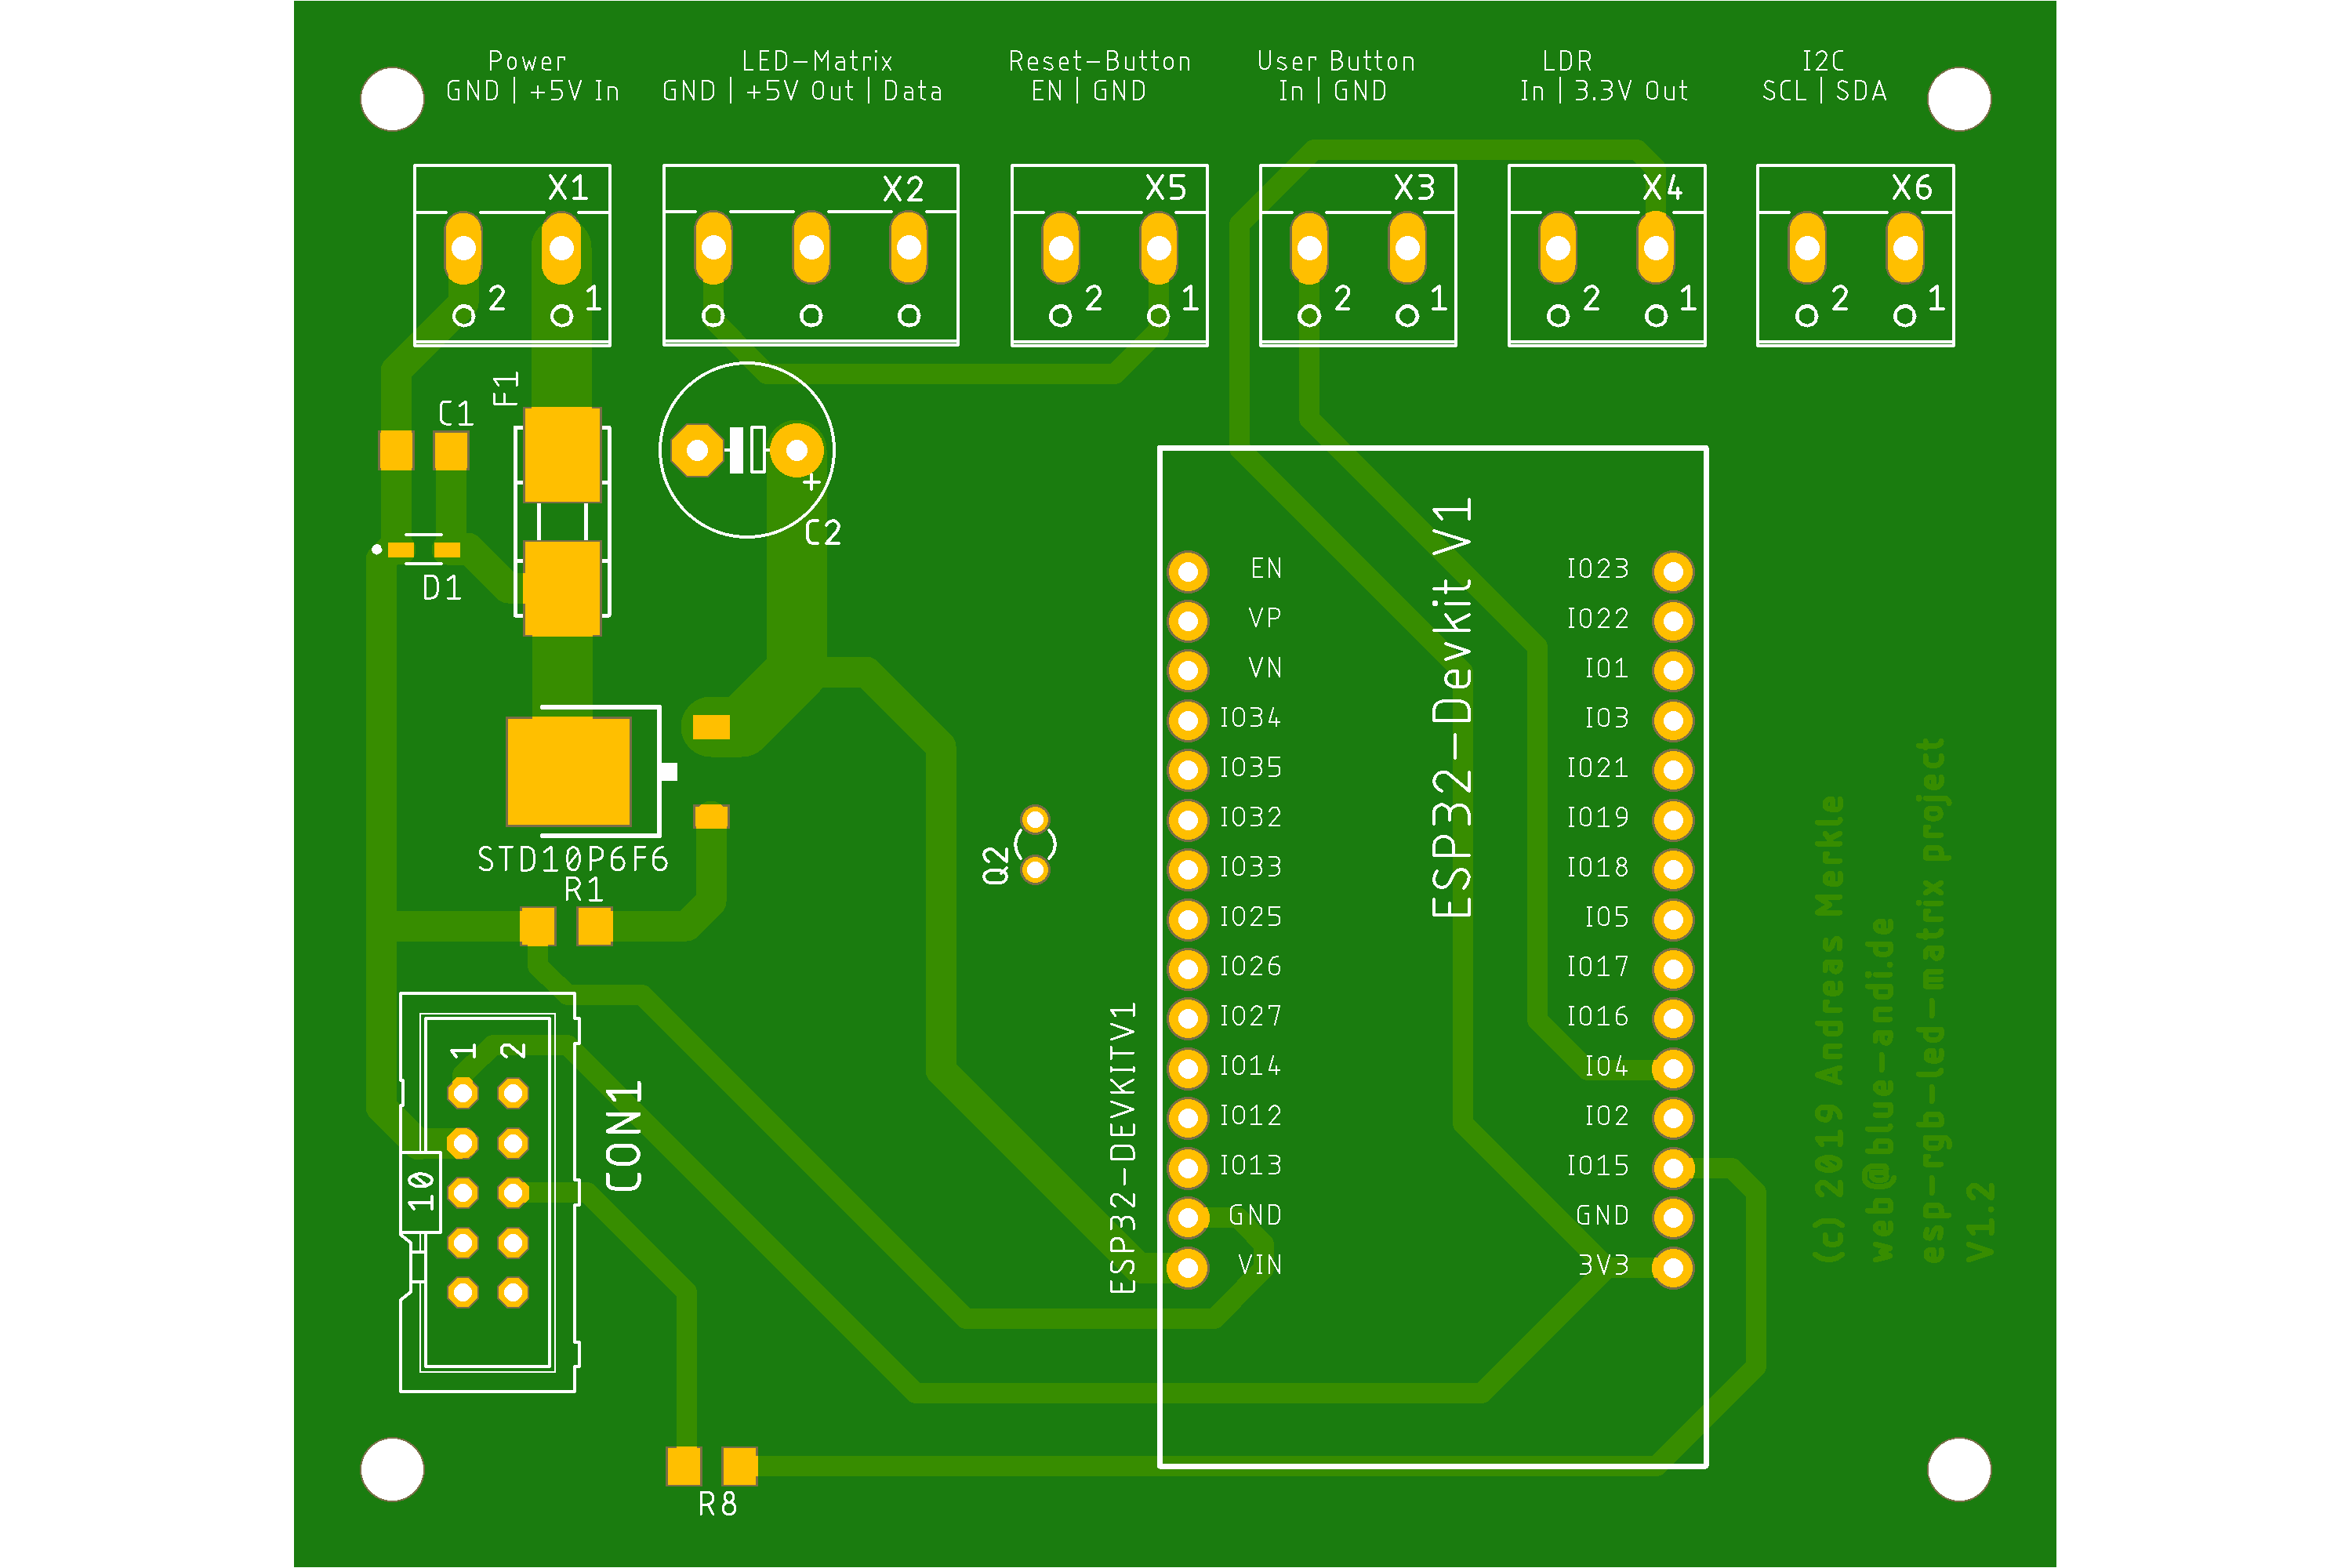 Power
GND | +5V In
LED-Matrix
GND | +5V Out | Data
Reset-Button
EN | GND
User Button
In | GND
LDR
In | 3.3V Out
I2C
SCL | SDA
X1
X2
X5
X3
X4
X6
2 1
2 1
2 1
2 1
2 1
F1
C1
+
C2
D1
STD10P6F6
R1
Q2
1 2
10
CON1
R8
ESP32-DEVKITV1
ESP32-Devkit V1
EN
VP
VN
IO34
IO35
IO32
IO33
IO25
IO26
IO27
IO14
IO12
IO13
GND
VIN
IO23
IO22
IO1
IO3
IO21
IO19
IO18
IO5
IO17
IO16
IO4
IO2
IO15
GND
3V3
(c) 2019 Andreas Merkle
web@blue-andi.de
esp-rgb-led-matrix project
V1.2